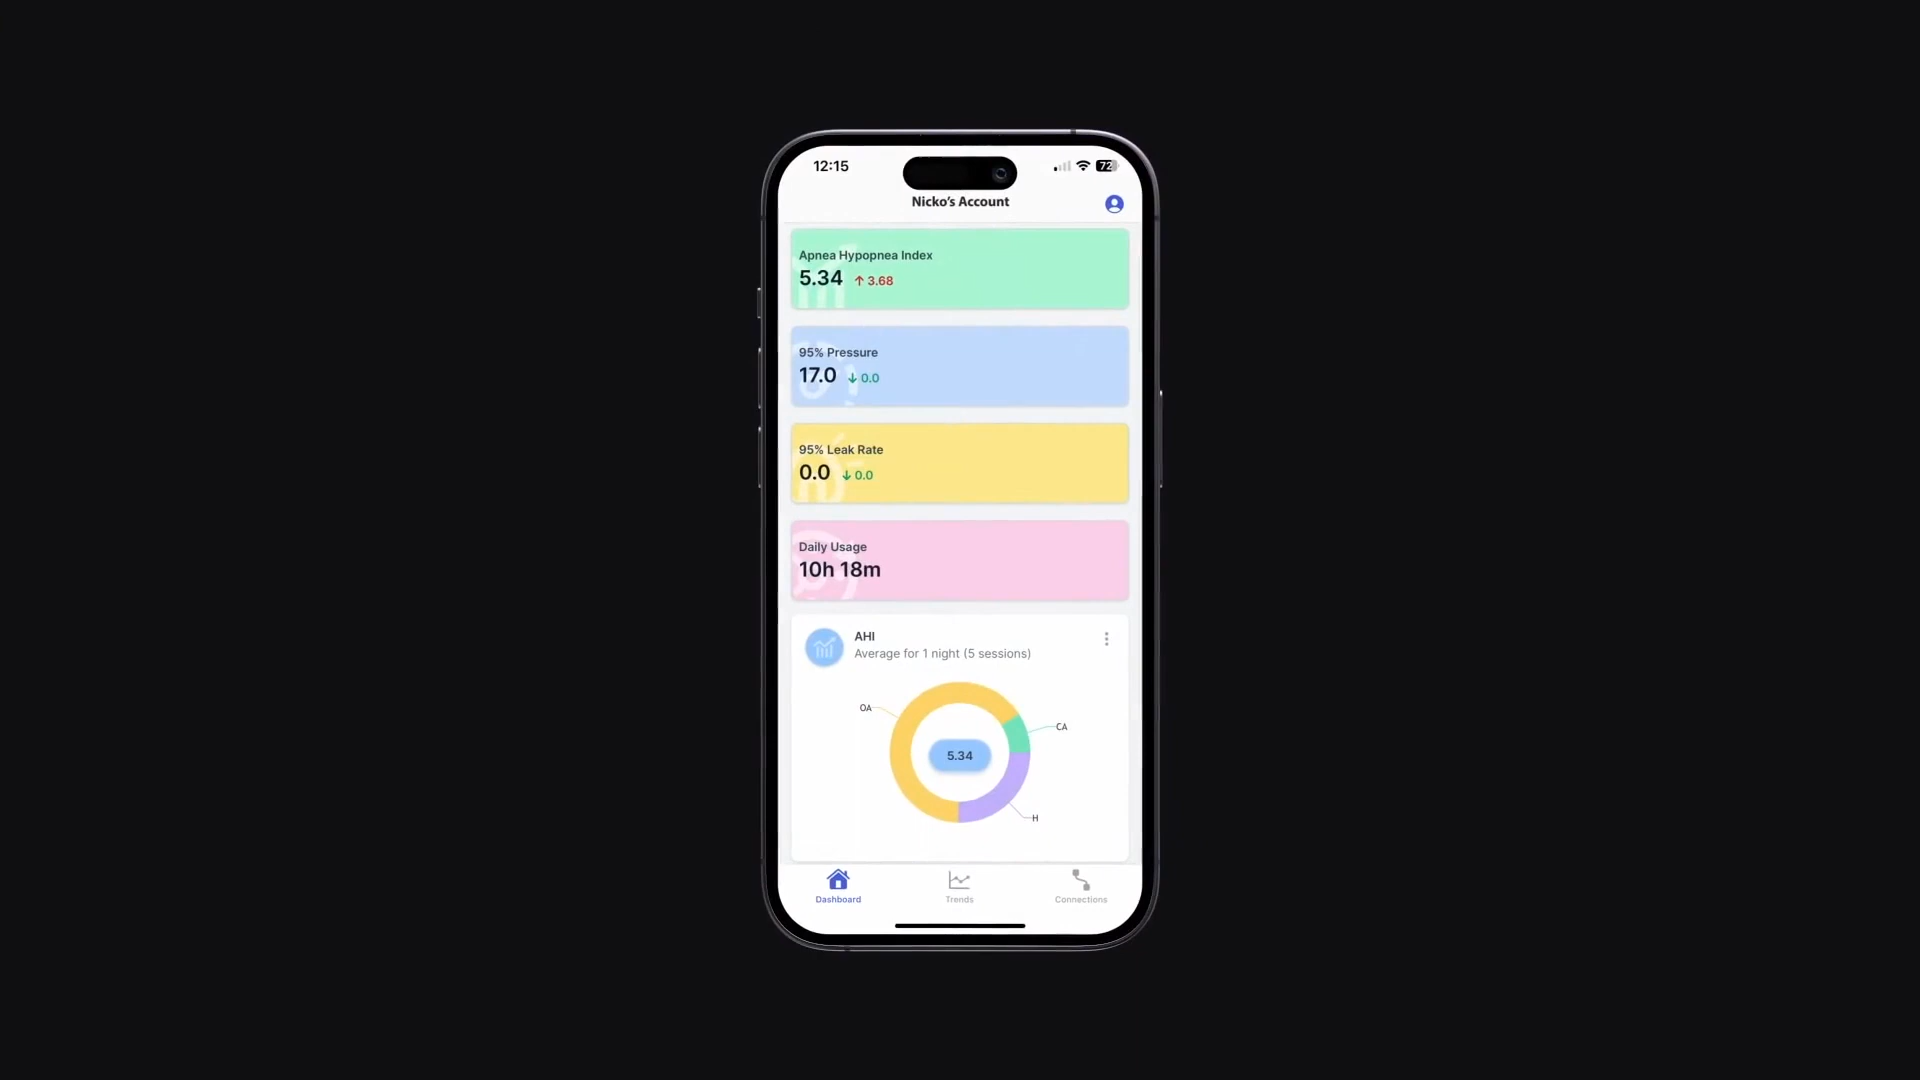 12:15
72
Nicko's Account
Apnea Hypopnea Index
5.34 ↑ 3.68
95% Pressure
17.0 ↓ 0.0
95% Leak Rate
0.0 ↓ 0.0
Daily Usage
10h 18m
AHI
Average for 1 night (5 sessions)
OA
CA
5.34
H
Dashboard
Trends
Connections